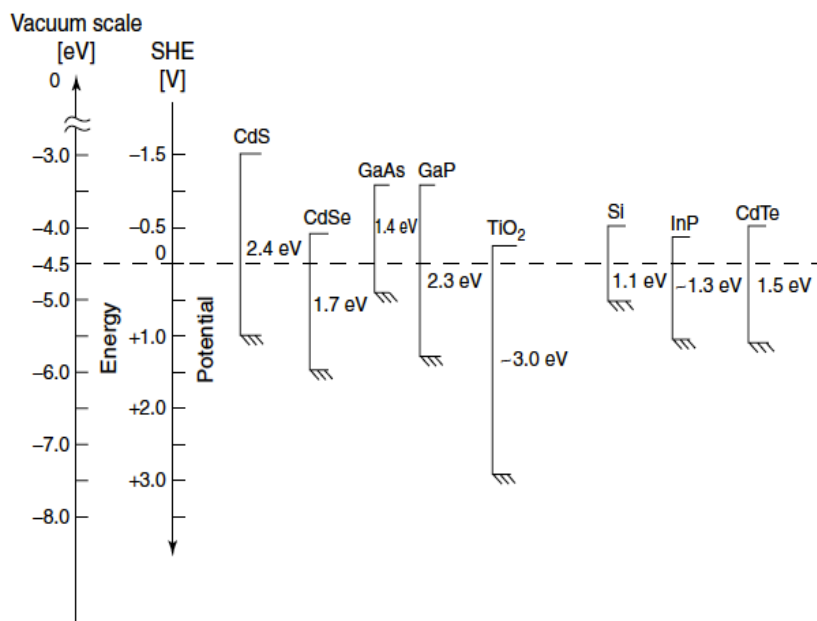 Vacuum scale
[eV]
SHE
[V]
0
CdS
−3.0
−1.5
GaAs
GaP
CdSe
Si
CdTe
InP
TiO2
−4.0
−0.5
1.4 eV
0
2.4 eV
−4.5
1.1 eV
~1.3 eV
1.5 eV
2.3 eV
−5.0
1.7 eV
Energy
+1.0
Potential
~3.0 eV
−6.0
+2.0
−7.0
+3.0
−8.0